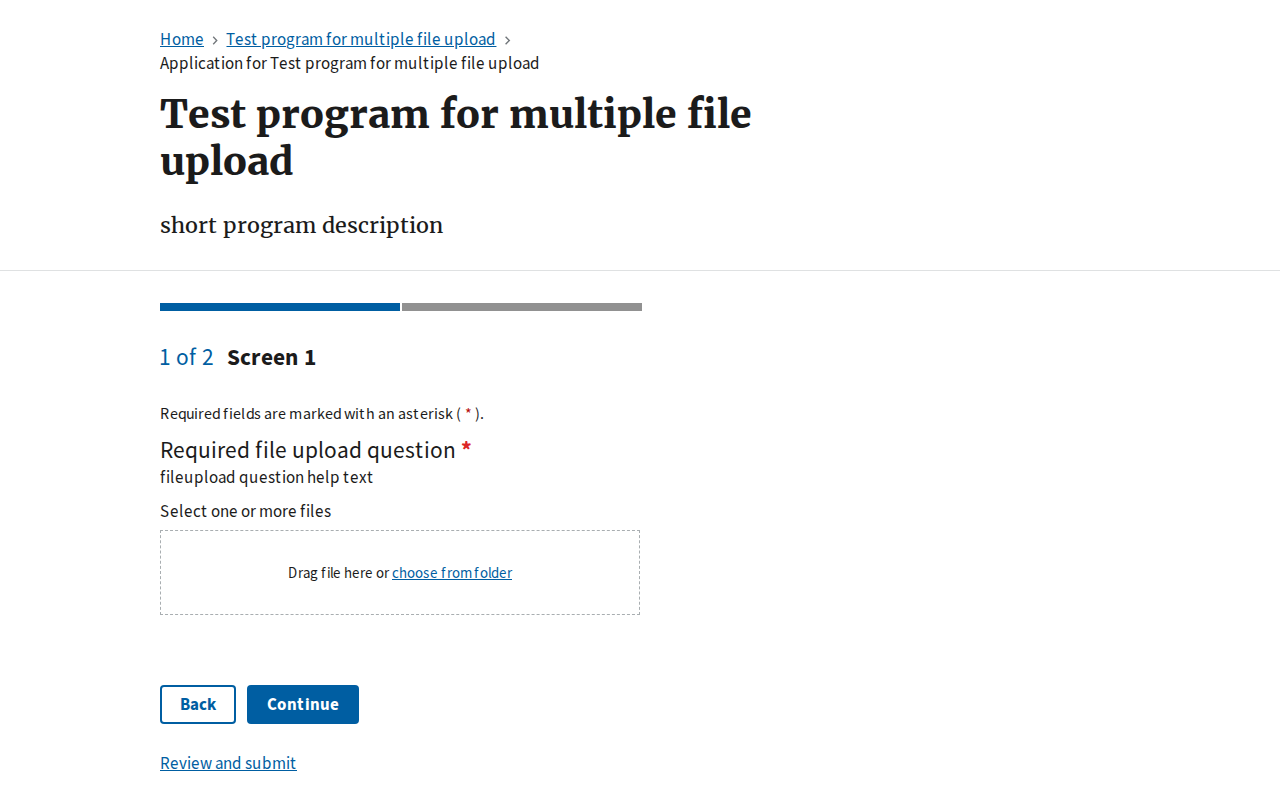 Home > Test program for multiple file upload >
Application for Test program for multiple file upload
Test program for multiple file
upload
short program description
1 of 2 Screen 1
Required fields are marked with an asterisk ( * ).
Required file upload question *
fileupload question help text
Select one or more files
Drag file here or choose from folder
Back Continue
Review and submit